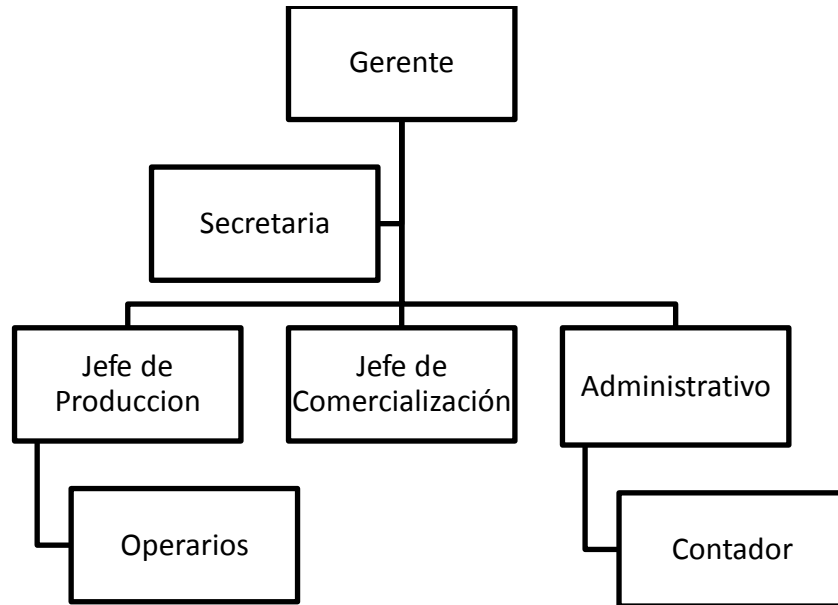 Gerente
Secretaria
Jefe de
Produccion
Jefe de
Comercialización
Administrativo
Operarios
Contador